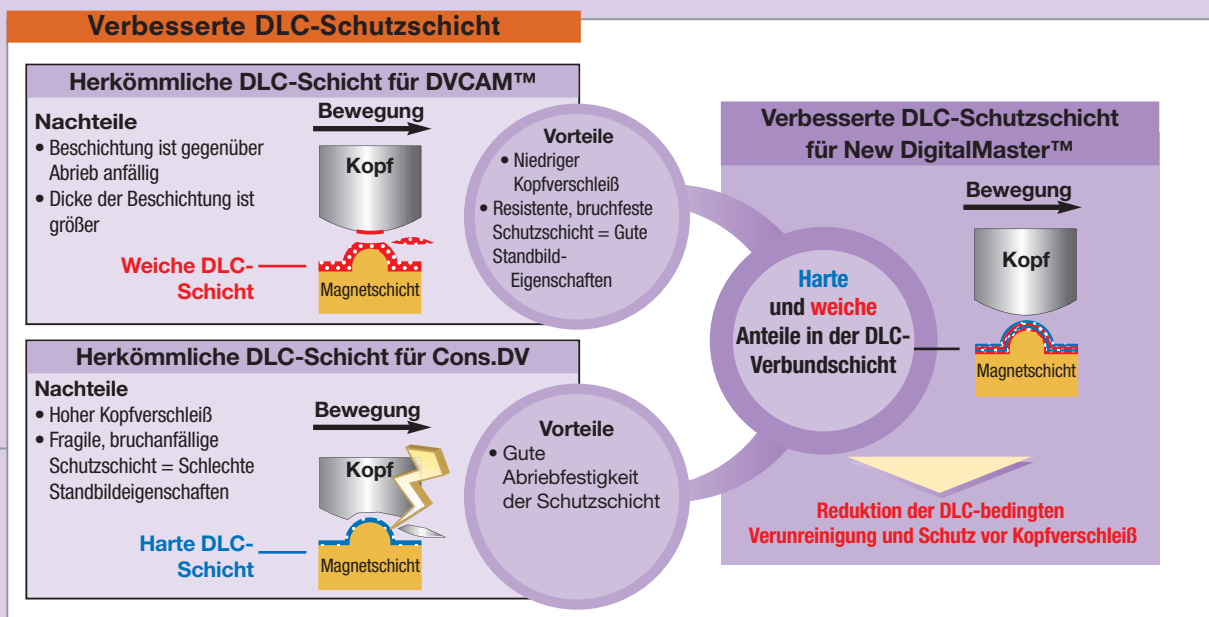 Verbesserte DLC-Schutzschicht
Herkömmliche DLC-Schicht für DVCAM™
Nachteile
• Beschichtung ist gegenüber
Abrieb anfällig
• Dicke der Beschichtung ist
größer
Bewegung
Kopf
Weiche DLC-
Schicht
Magnetschicht
Vorteile
• Niedriger
Kopfverschleiß
• Resistente, bruchfeste
Schutzschicht = Gute
Standbild-
Eigenschaften
Herkömmliche DLC-Schicht für Cons.DV
Nachteile
• Hoher Kopfverschleiß
• Fragile, bruchanfällige
Schutzschicht = Schlechte
Standbildeigenschaften
Bewegung
Kopf
Harte DLC-
Schicht
Magnetschicht
Vorteile
• Gute
Abriebfestigkeit
der Schutzschicht
Verbesserte DLC-Schutzschicht
für New DigitalMaster™
Bewegung
Kopf
Harte
und weiche
Anteile in der DLC-
Verbundschicht
Magnetschicht
Reduktion der DLC-bedingten
Verunreinigung und Schutz vor Kopfverschleiß